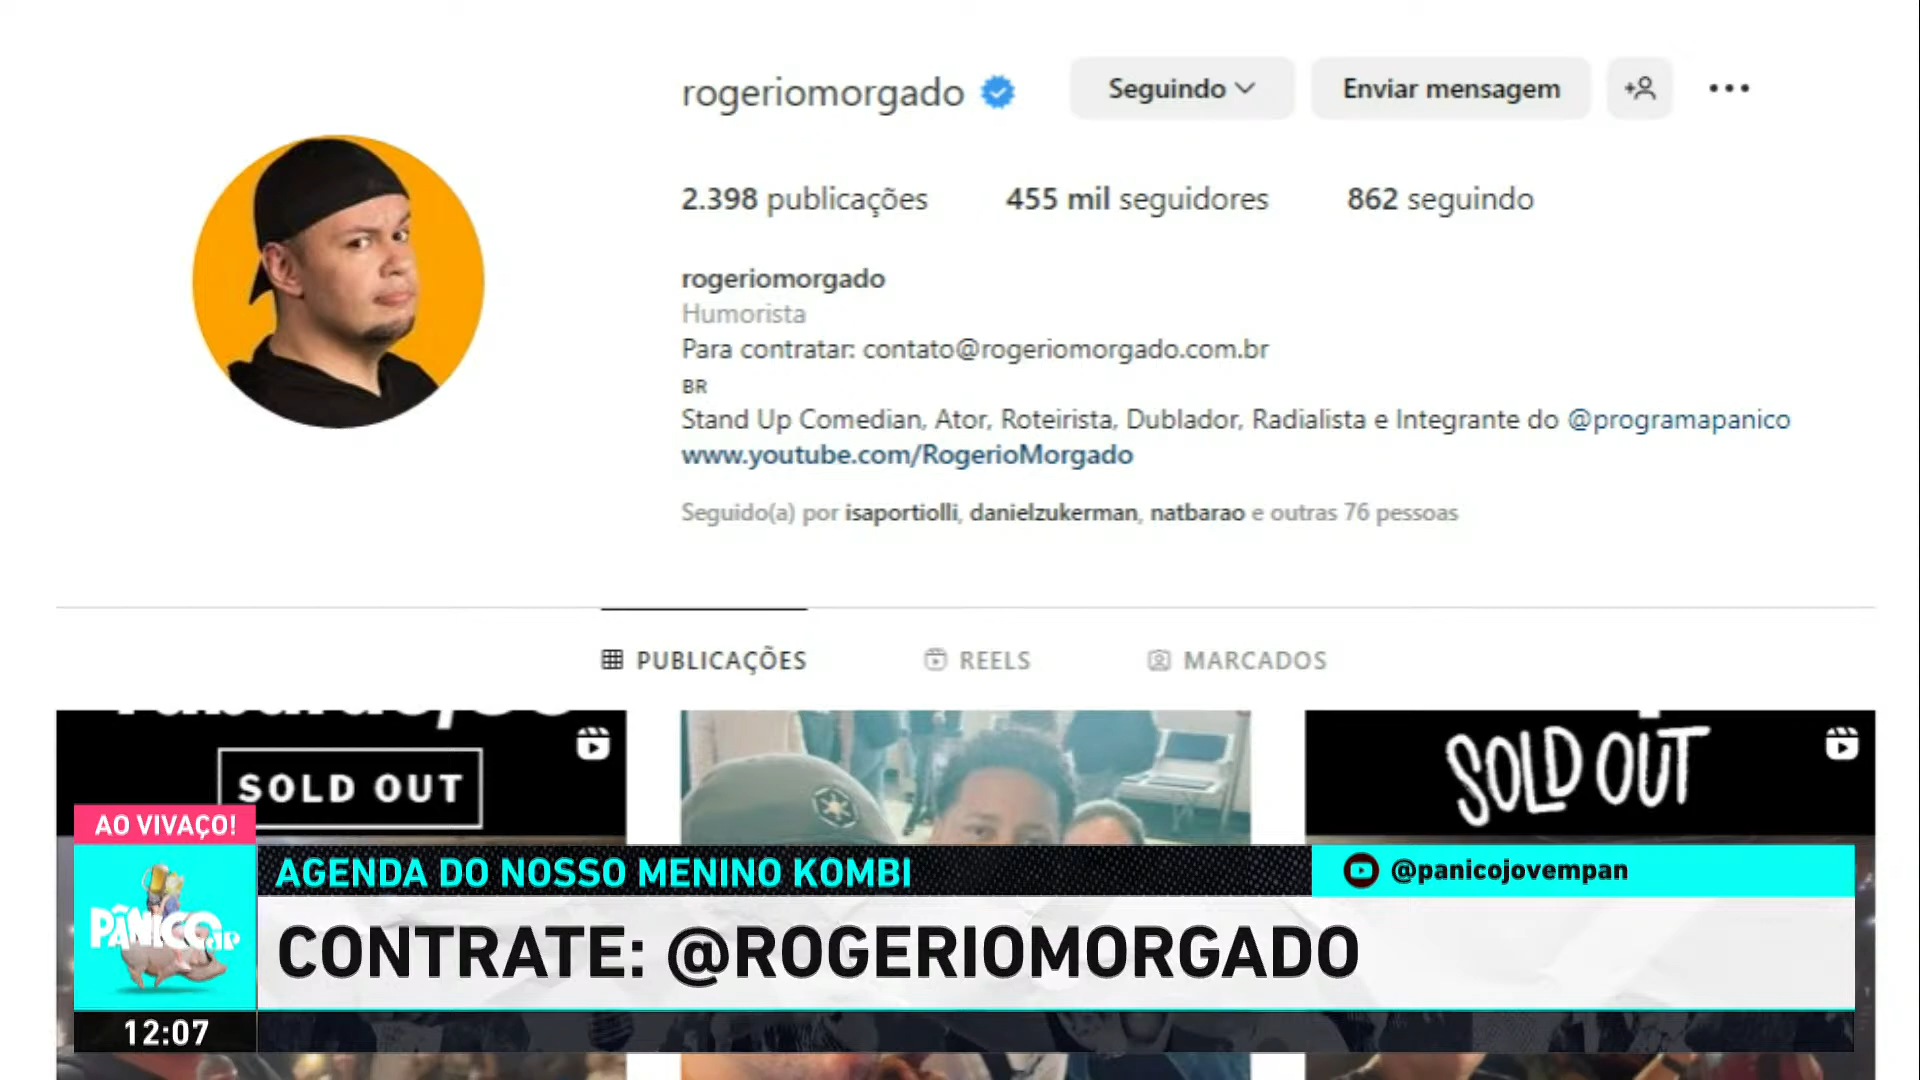 rogeriomorgado
Seguindo
Enviar mensagem
2.398 publicações
455 mil seguidores
862 seguindo
rogeriomorgado
Humorista
Para contratar: contato@rogeriomorgado.com.br
BR
Stand Up Comedian, Ator, Roteirista, Dublador, Radialista e Integrante do @programapanico
www.youtube.com/RogerioMorgado
Seguido(a) por isaportiolli, danielzukerman, natbarao e outras 76 pessoas
PUBLICAÇÕES
REELS
MARCADOS
SOLD OUT
SOLD OUT
AO VIVAÇO!
AGENDA DO NOSSO MENINO KOMBI
@panicojovempan
PÂNICO JP
CONTRATE: @ROGERIOMORGADO
12:07